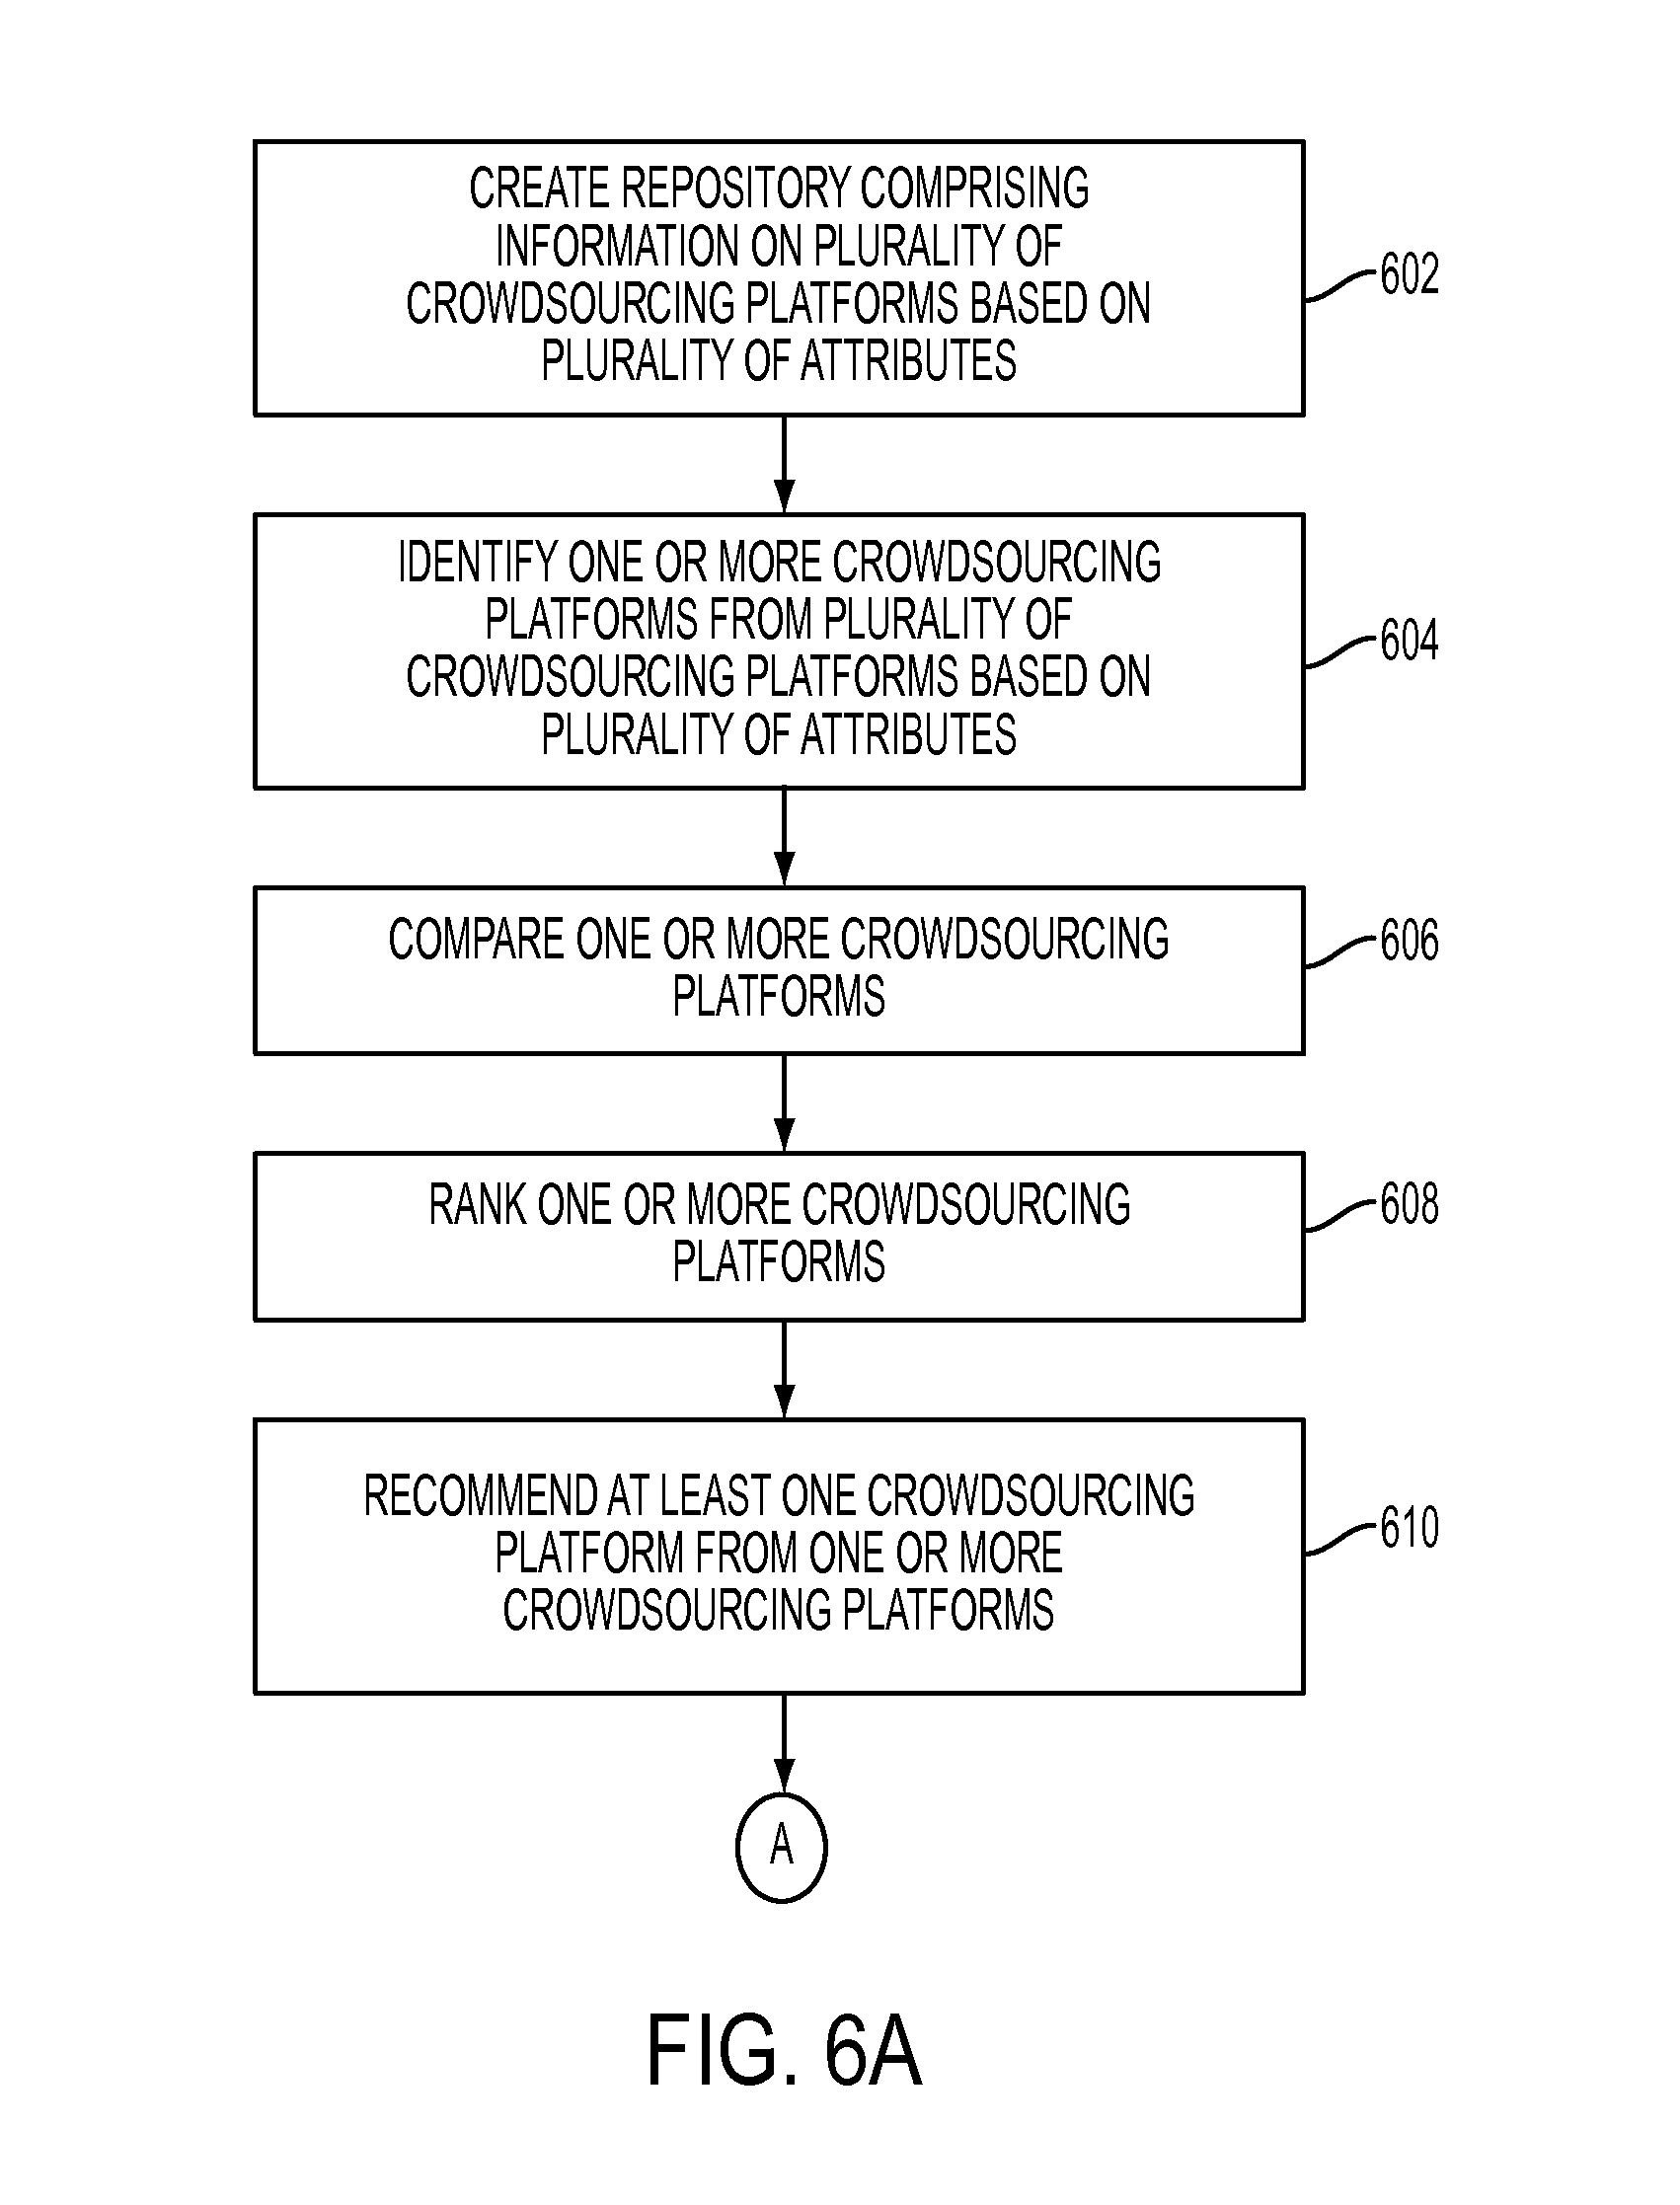 CREATE REPOSITORY COMPRISING
INFORMATION ON PLURALITY OF
CROWDSOURCING PLATFORMS BASED ON
PLURALITY OF ATTRIBUTES
602
IDENTIFY ONE OR MORE CROWDSOURCING
PLATFORMS FROM PLURALITY OF
CROWDSOURCING PLATFORMS BASED ON
PLURALITY OF ATTRIBUTES
604
COMPARE ONE OR MORE CROWDSOURCING
PLATFORMS
606
RANK ONE OR MORE CROWDSOURCING
PLATFORMS
608
RECOMMEND AT LEAST ONE CROWDSOURCING
PLATFORM FROM ONE OR MORE
CROWDSOURCING PLATFORMS
610
A
FIG. 6A